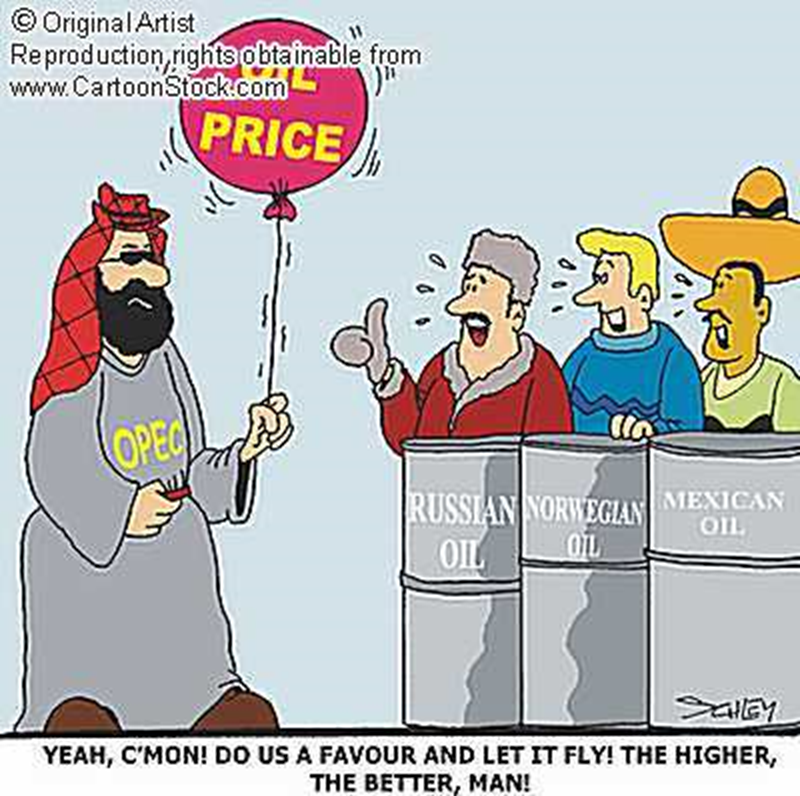 © Original Artist
Reproduction rights obtainable from
www.CartoonStock.com
OIL
PRICE
OPEC
RUSSIAN
OIL
NORWEGIAN
OIL
MEXICAN
OIL
SCHLEY
YEAH, C'MON! DO US A FAVOUR AND LET IT FLY! THE HIGHER,
THE BETTER, MAN!